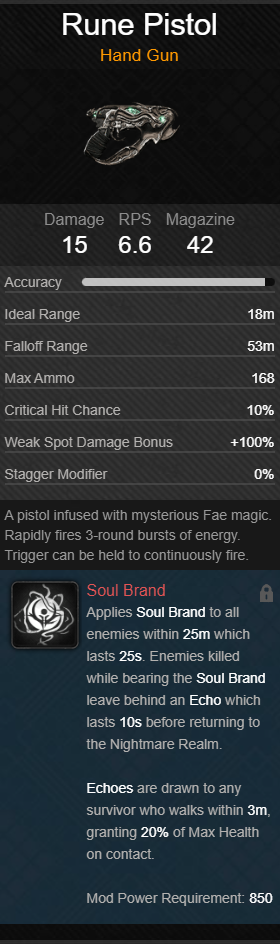 Rune Pistol
Hand Gun
Damage RPS Magazine
15 6.6 42
Accuracy
Ideal Range 18m
Falloff Range 53m
Max Ammo 168
Critical Hit Chance 10%
Weak Spot Damage Bonus +100%
Stagger Modifier 0%
A pistol infused with mysterious Fae magic.
Rapidly fires 3-round bursts of energy.
Trigger can be held to continuously fire.
Soul Brand
Applies Soul Brand to all
enemies within 25m which
lasts 25s. Enemies killed
while bearing the Soul Brand
leave behind an Echo which
lasts 10s before returning to
the Nightmare Realm.
Echoes are drawn to any
survivor who walks within 3m,
granting 20% of Max Health
on contact.
Mod Power Requirement: 850